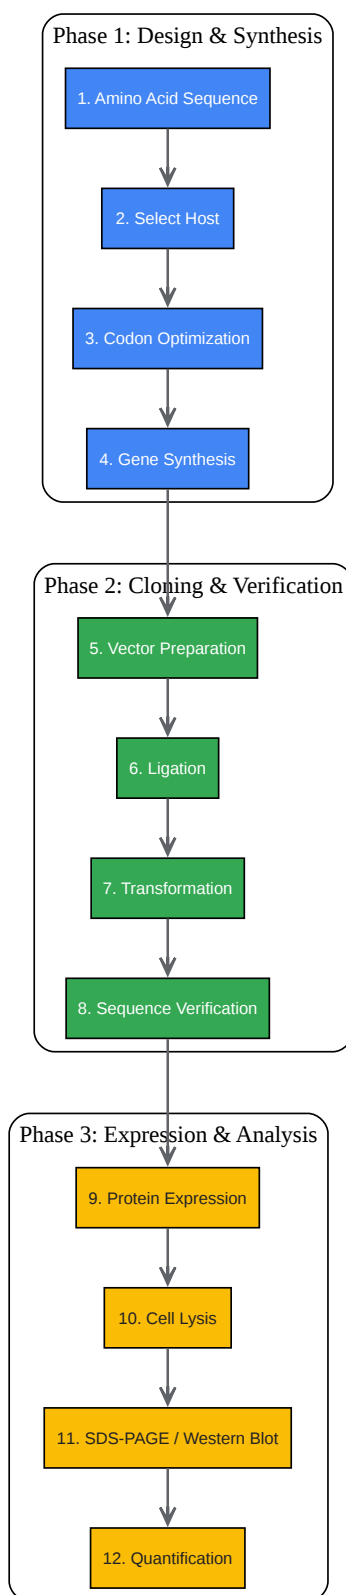 Phase 1: Design & Synthesis
1. Amino Acid Sequence
2. Select Host
3. Codon Optimization
4. Gene Synthesis
Phase 2: Cloning & Verification
5. Vector Preparation
6. Ligation
7. Transformation
8. Sequence Verification
Phase 3: Expression & Analysis
9. Protein Expression
10. Cell Lysis
11. SDS-PAGE / Western Blot
12. Quantification